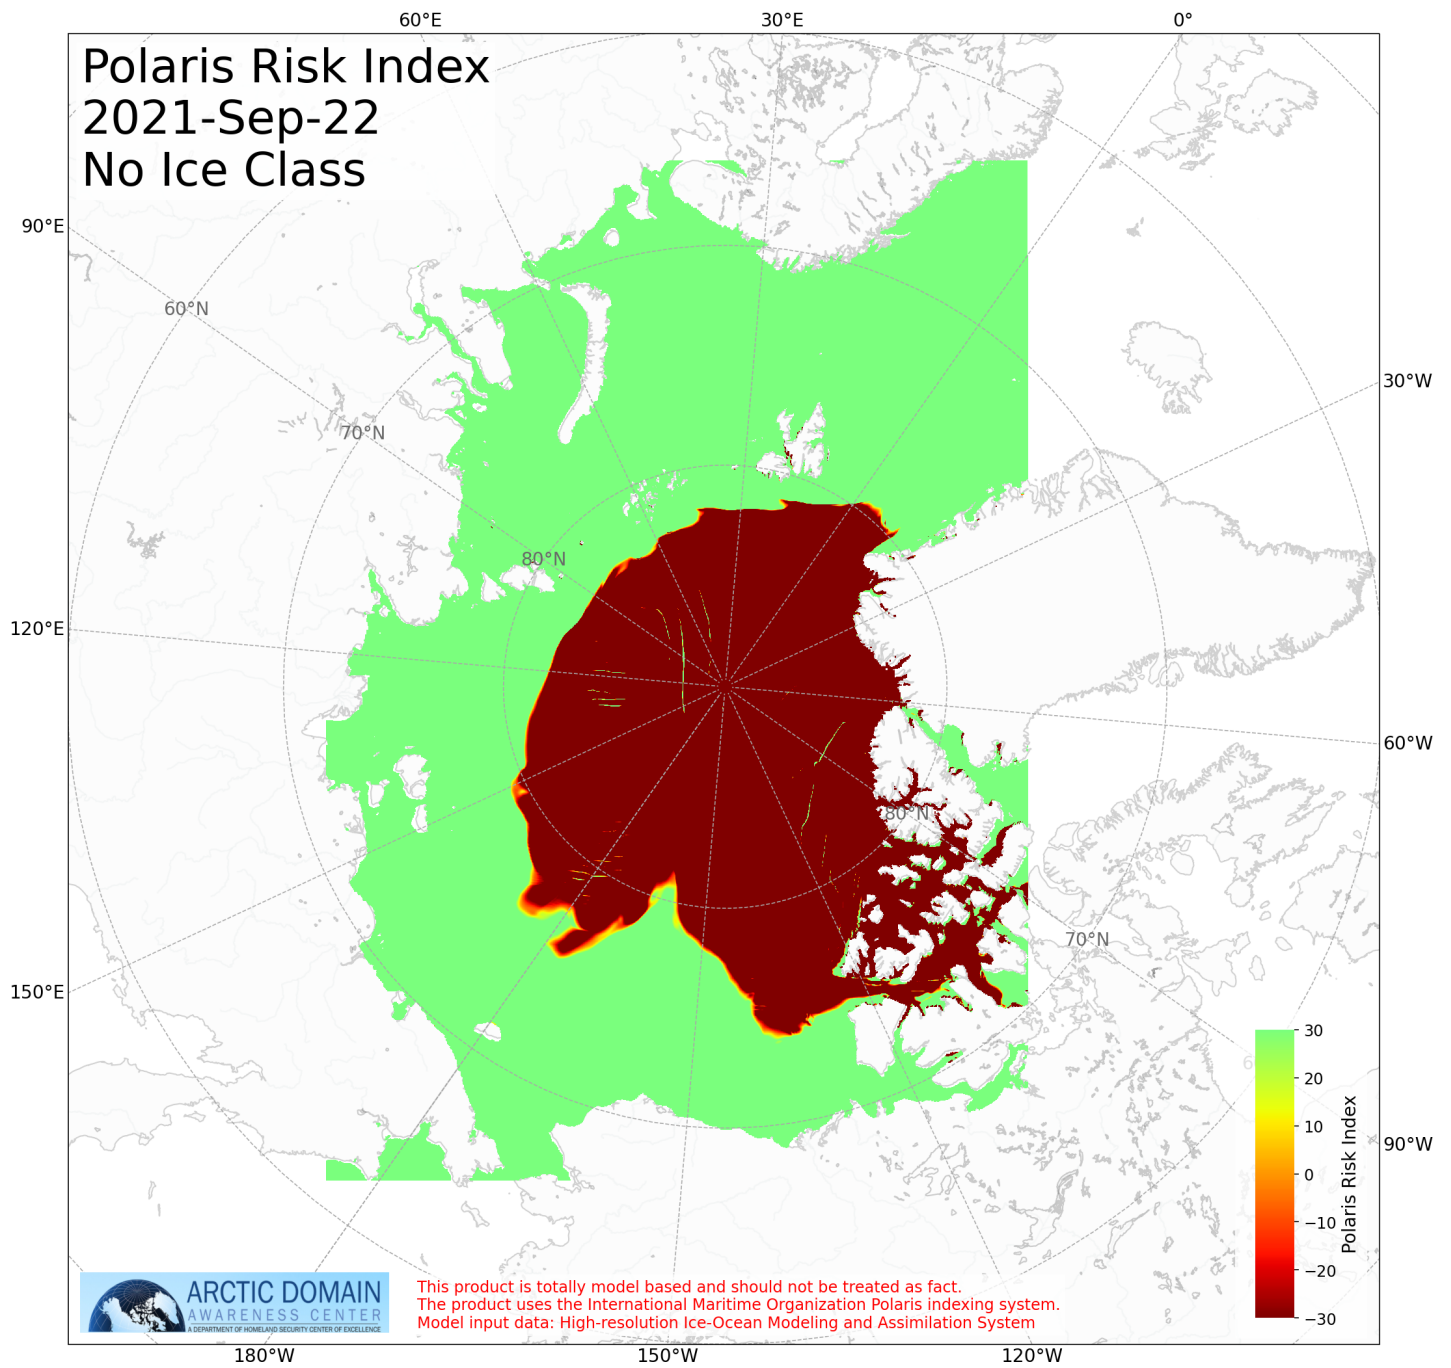 60°E 30°E 0°
Polaris Risk Index
2021-Sep-22
No Ice Class
90°E
60°N
30°W
70°N
80°N
120°E
60°W
80°N
70°N
150°E
30
20
10
0
−10
−20
−30
Polaris Risk Index
90°W
ARCTIC DOMAIN
AWARENESS CENTER
A DEPARTMENT OF HOMELAND SECURITY CENTER OF EXCELLENCE
This product is totally model based and should not be treated as fact.
The product uses the International Maritime Organization Polaris indexing system.
Model input data: High-resolution Ice-Ocean Modeling and Assimilation System
180°W 150°W 120°W